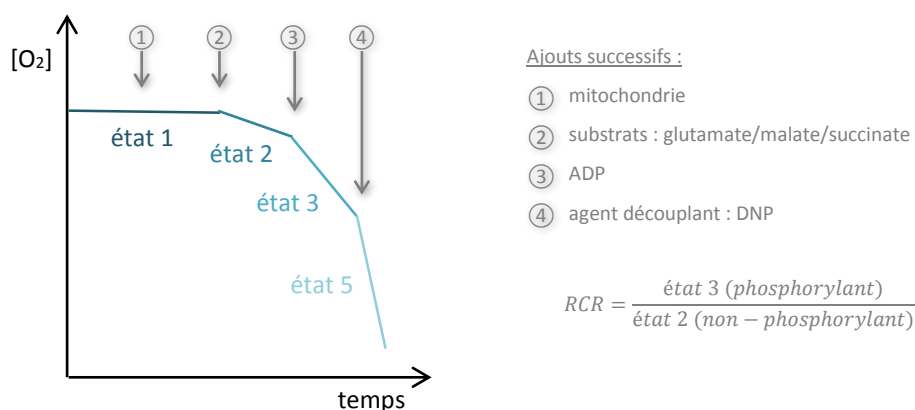 ① ② ③ ④
[O₂]
état 1
état 2
état 3
état 5
temps
Ajouts successifs :
① mitochondrie
② substrats : glutamate/malate/succinate
③ ADP
④ agent découplant : DNP
RCR = état 3 (phosphorylant)
état 2 (non − phosphorylant)